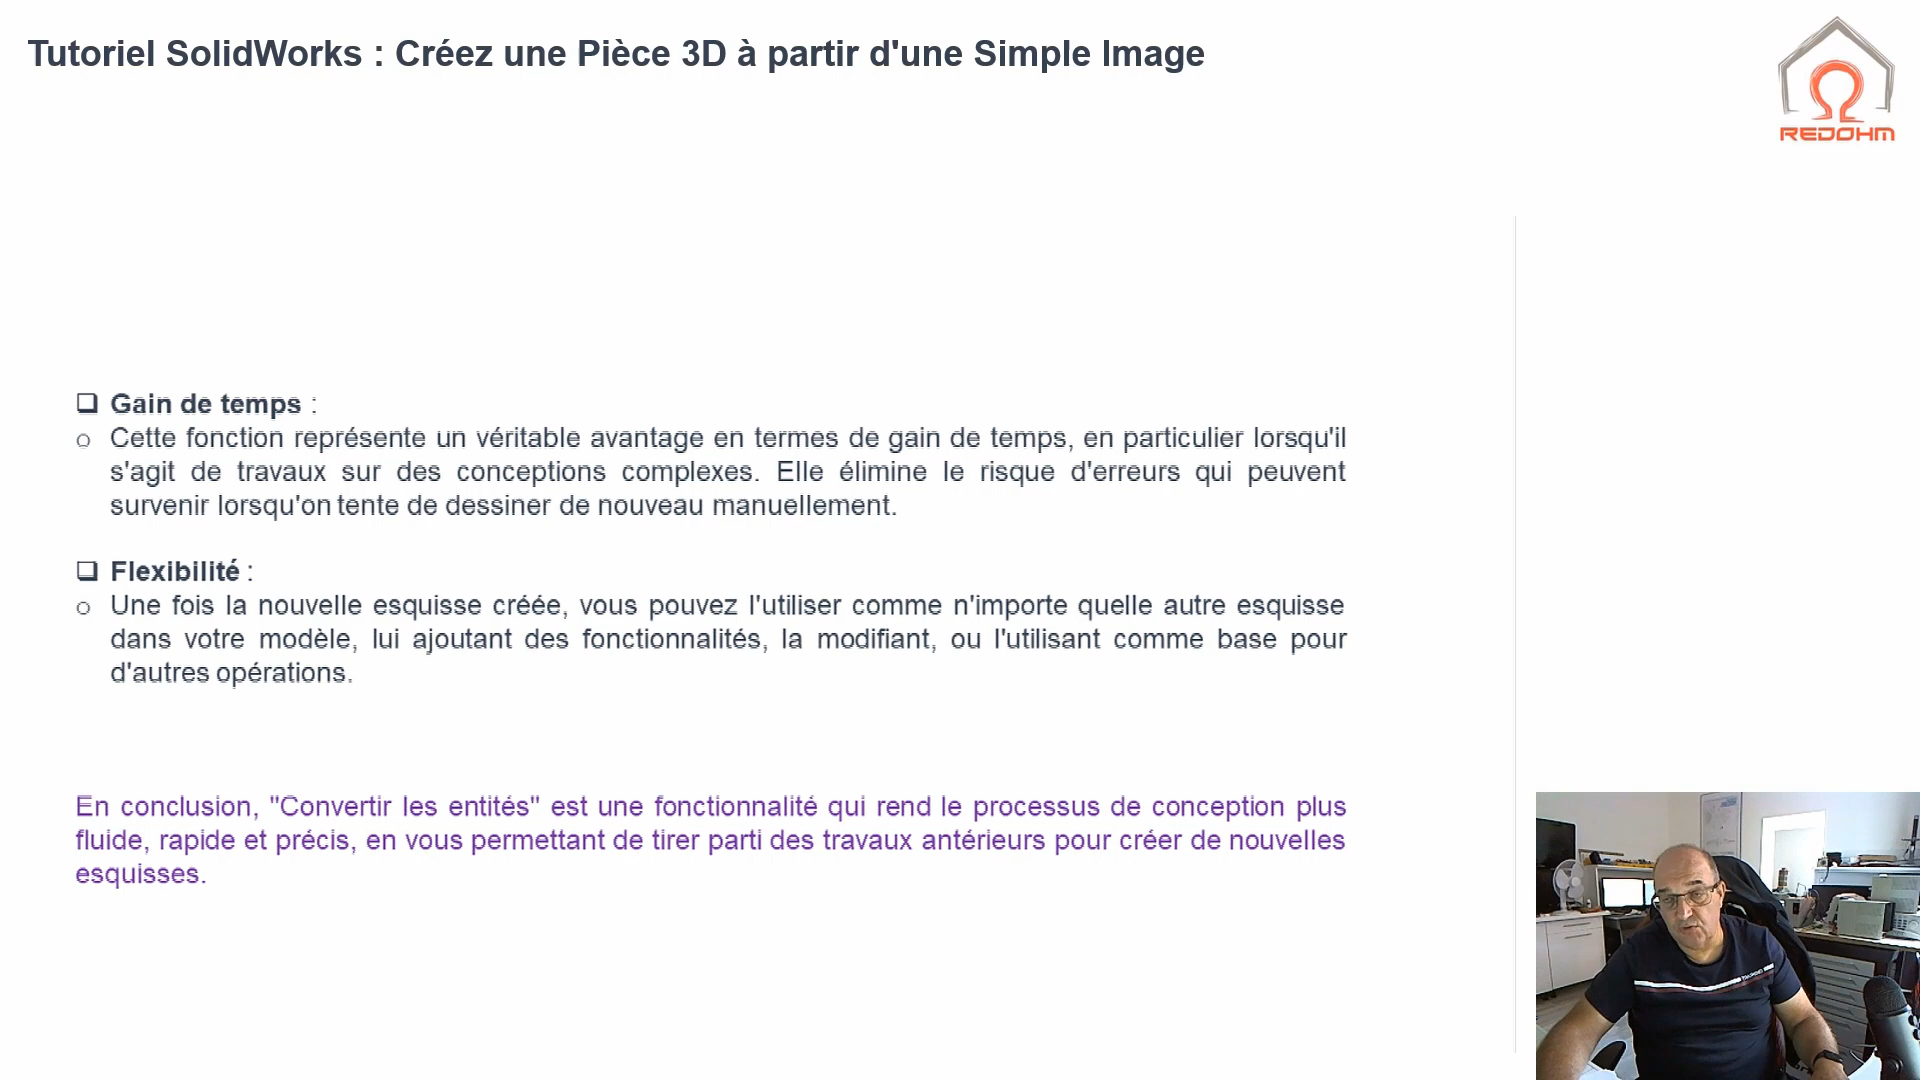 Tutoriel SolidWorks : Créez une Pièce 3D à partir d'une Simple Image
REDOHM
Gain de temps :
Cette fonction représente un véritable avantage en termes de gain de temps, en particulier lorsqu'il
s'agit de travaux sur des conceptions complexes. Elle élimine le risque d'erreurs qui peuvent
survenir lorsqu'on tente de dessiner de nouveau manuellement.
Flexibilité :
Une fois la nouvelle esquisse créée, vous pouvez l'utiliser comme n'importe quelle autre esquisse
dans votre modèle, lui ajoutant des fonctionnalités, la modifiant, ou l'utilisant comme base pour
d'autres opérations.
En conclusion, "Convertir les entités" est une fonctionnalité qui rend le processus de conception plus
fluide, rapide et précis, en vous permettant de tirer parti des travaux antérieurs pour créer de nouvelles
esquisses.